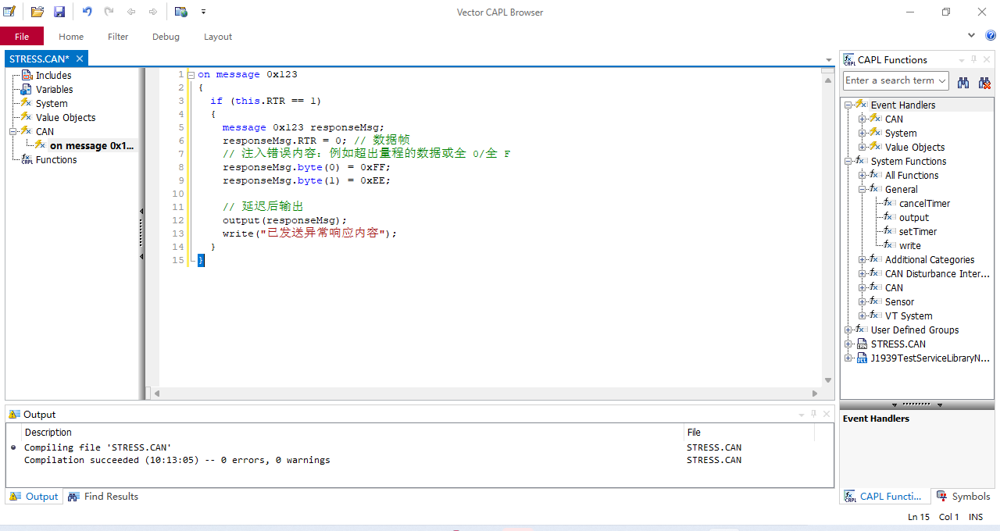 Vector CAPL Browser
File Home Filter Debug Layout
STRESS.CAN*
Includes
Variables
System
Value Objects
CAN
on message 0x1...
Functions
1 on message 0x123
2 {
3 if (this.RTR == 1)
4 {
5 message 0x123 responseMsg;
6 responseMsg.RTR = 0; // 数据帧
7 // 注入错误内容：例如超出量程的数据或全 0/全 F
8 responseMsg.byte(0) = 0xFF;
9 responseMsg.byte(1) = 0xEE;
10
11 // 延迟后输出
12 output(responseMsg);
13 write("已发送异常响应内容");
14 }
15 }
CAPL Functions
Enter a search term
Event Handlers
CAN
System
Value Objects
System Functions
All Functions
General
cancelTimer
output
setTimer
write
Additional Categories
CAN Disturbance Inter...
CAN
Sensor
VT System
User Defined Groups
STRESS.CAN
J1939TestServiceLibraryN...
Event Handlers
CAPL Functi... Symbols
Output
Description File
Compiling file 'STRESS.CAN' STRESS.CAN
Compilation succeeded (10:13:05) -- 0 errors, 0 warnings STRESS.CAN
Output Find Results
Ln 15 Col 1 INS